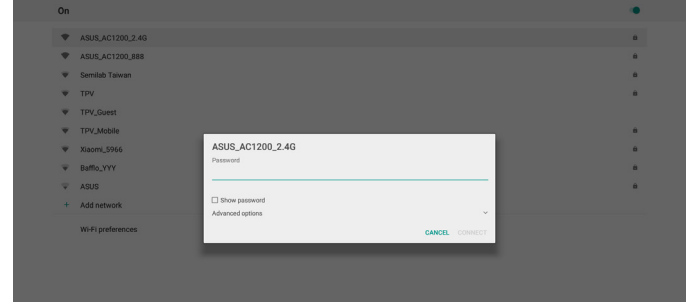 On
ASUS_AC1200_2.4G
ASUS_AC1200_888
Semilab Taiwan
TPV
TPV_Guest
TPV_Mobile
Xiaomi_5966
Bafflo_YYY
ASUS
+ Add network
Wi-Fi preferences
ASUS_AC1200_2.4G
Password
Show password
Advanced options
CANCEL CONNECT